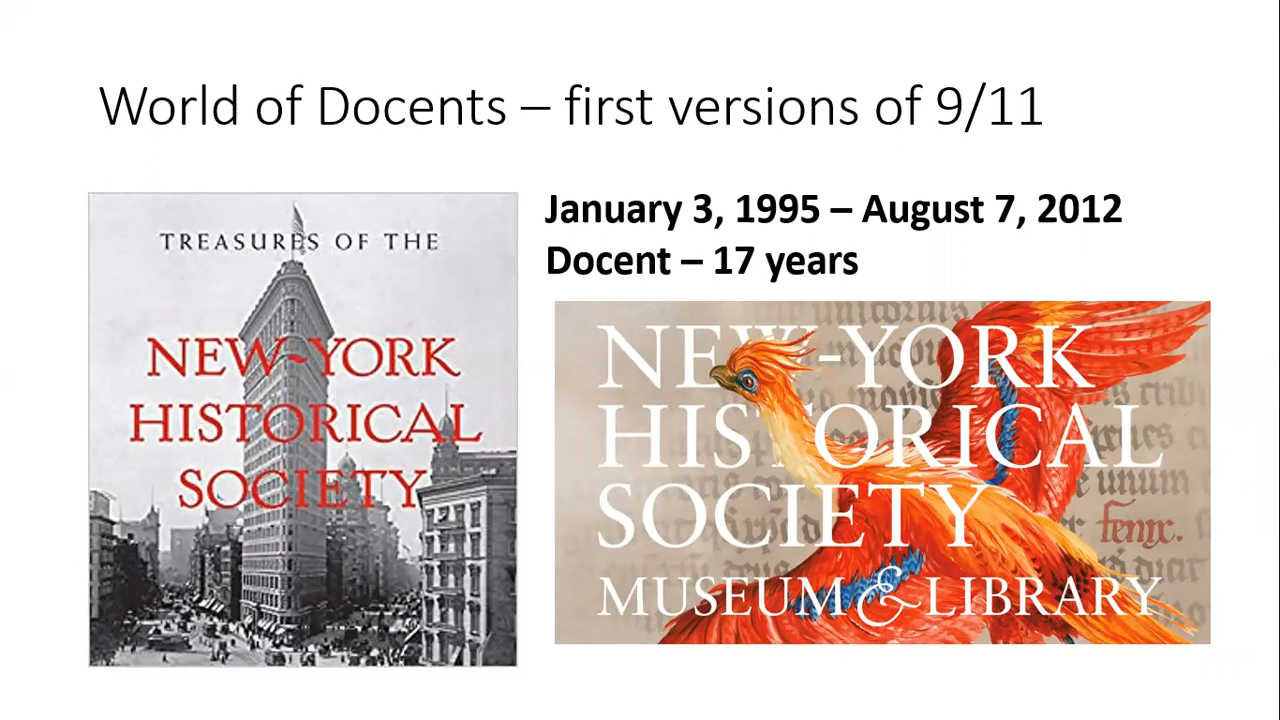 World of Docents – first versions of 9/11
TREASURES OF THE
NEW-YORK
HISTORICAL
SOCIETY
January 3, 1995 – August 7, 2012
Docent – 17 years
NEW-YORK
HISTORICAL
SOCIETY
MUSEUM & LIBRARY
fenix.